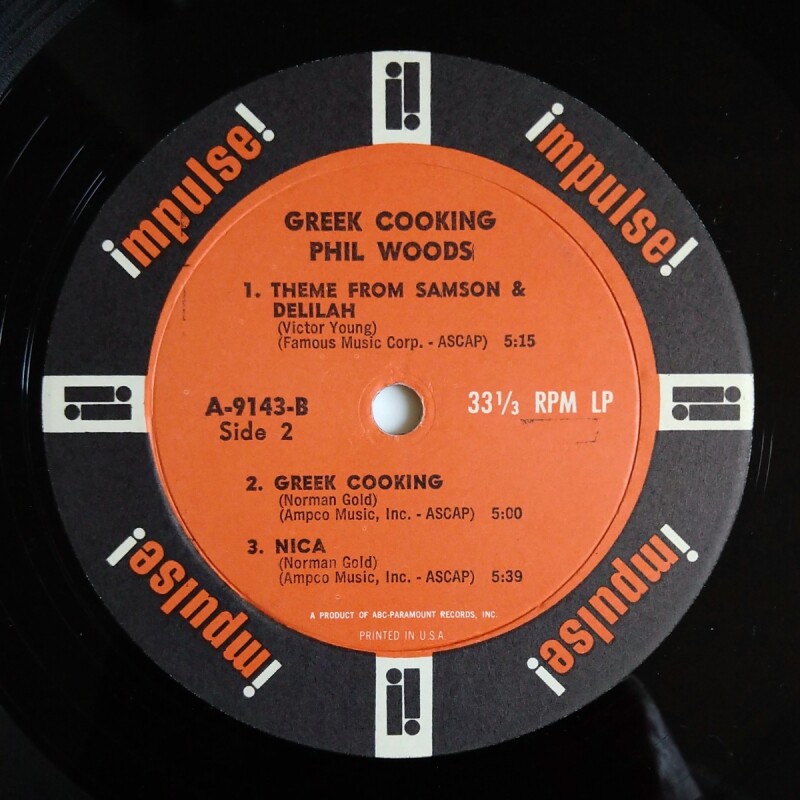 impulse!
impulse!
GREEK COOKING
PHIL WOODS
1. THEME FROM SAMSON &
DELILAH
(Victor Young)
(Famous Music Corp. - ASCAP) 5:15
A-9143-B
Side 2
33 1/3 RPM LP
2. GREEK COOKING
(Norman Gold)
(Ampco Music, Inc. - ASCAP) 5:00
3. NICA
(Norman Gold)
(Ampco Music, Inc. - ASCAP) 5:39
A PRODUCT OF ABC-PARAMOUNT RECORDS, INC.
PRINTED IN U.S.A.
impulse!
impulse!